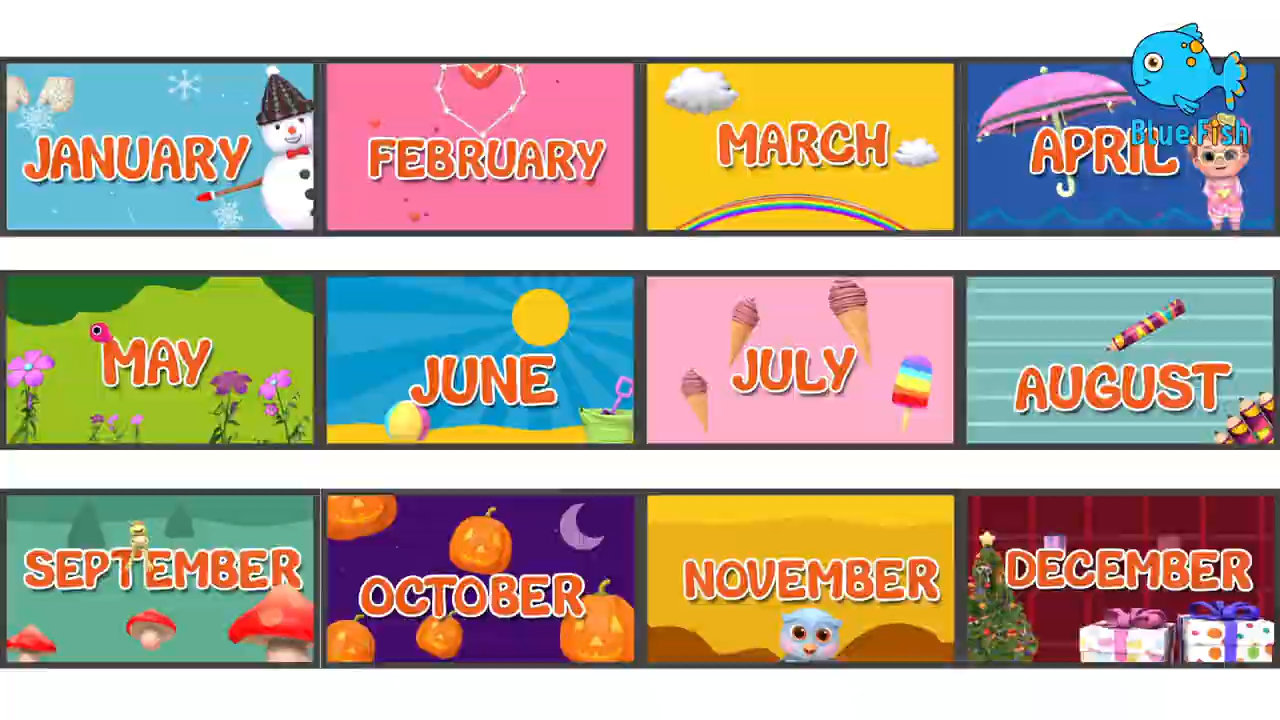 JANUARY
FEBRUARY
MARCH
APRIL
Blue Fish
MAY
JUNE
JULY
AUGUST
SEPTEMBER
OCTOBER
NOVEMBER
DECEMBER